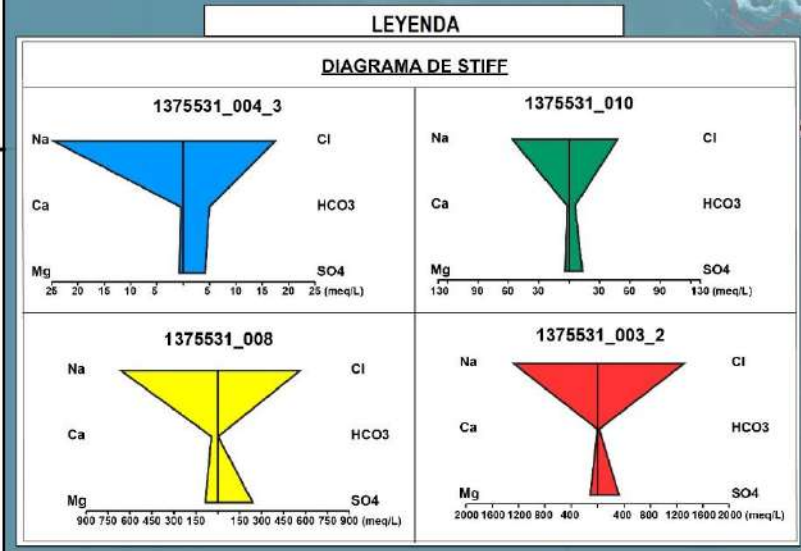 LEYENDA
DIAGRAMA DE STIFF
1375531_004_3
Na Cl
Ca HCO3
Mg SO4
25 20 15 10 5 5 10 15 20 25 (meq/L)
1375531_010
Na Cl
Ca HCO3
Mg SO4
130 90 60 30 30 60 90 130 (meq/L)
1375531_008
Na Cl
Ca HCO3
Mg SO4
900 750 600 450 300 150 150 300 450 600 750 900 (meq/L)
1375531_003_2
Na Cl
Ca HCO3
Mg SO4
2000 1600 1200 800 400 400 800 1200 1600 2000 (meq/L)